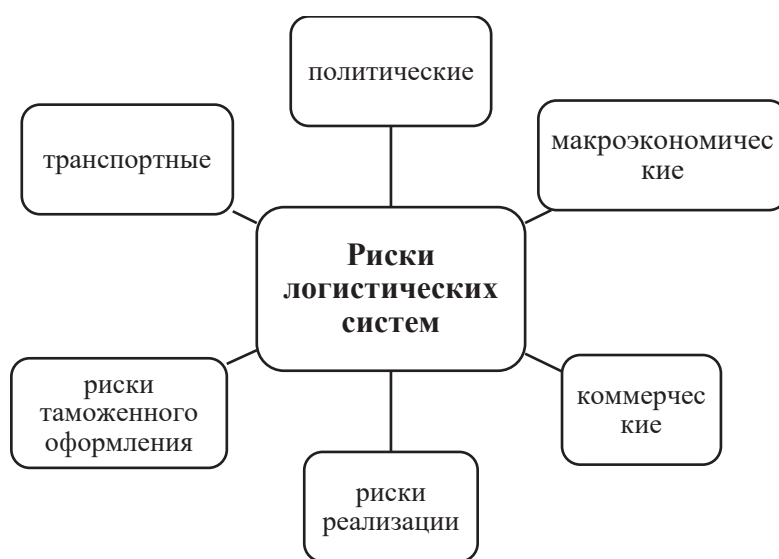 политические
транспортные
макроэкономичес
кие
Риски
логистических
систем
риски
таможенного
оформления
коммерчес
кие
риски
реализации